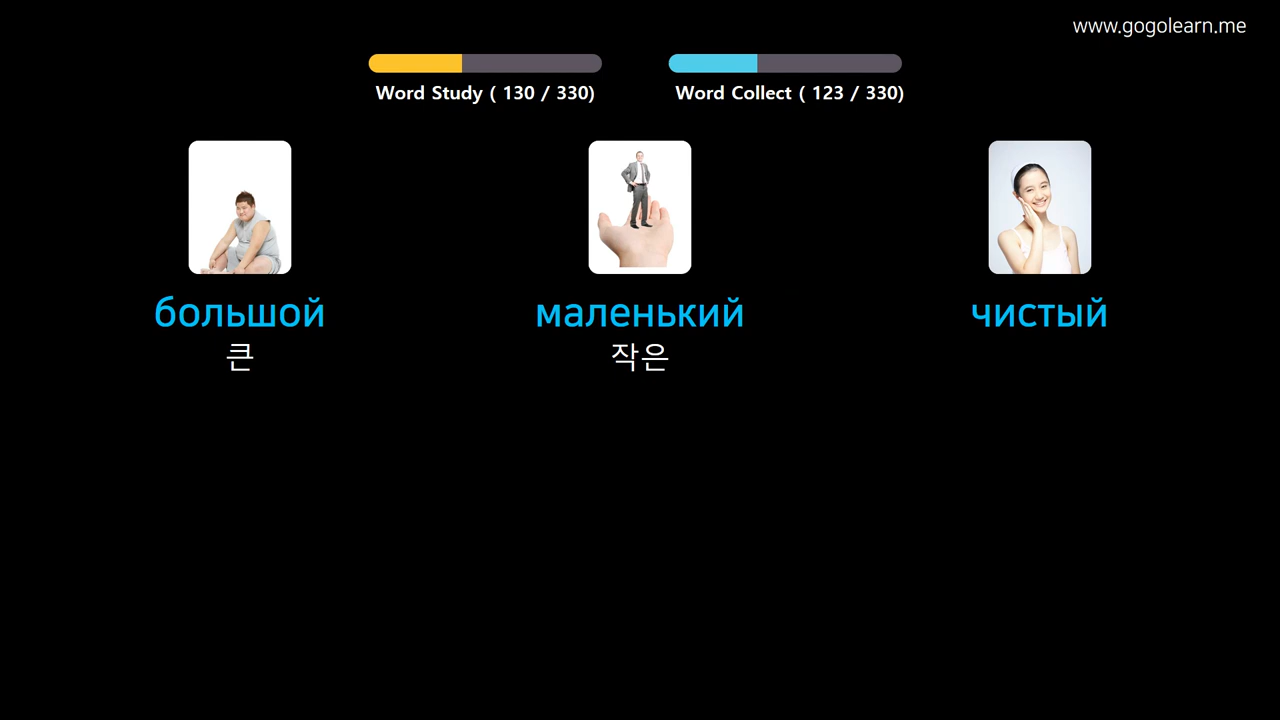 www.gogolearn.me
Word Study ( 130 / 330)
Word Collect ( 123 / 330)
большой
маленький
чистый
큰
작은